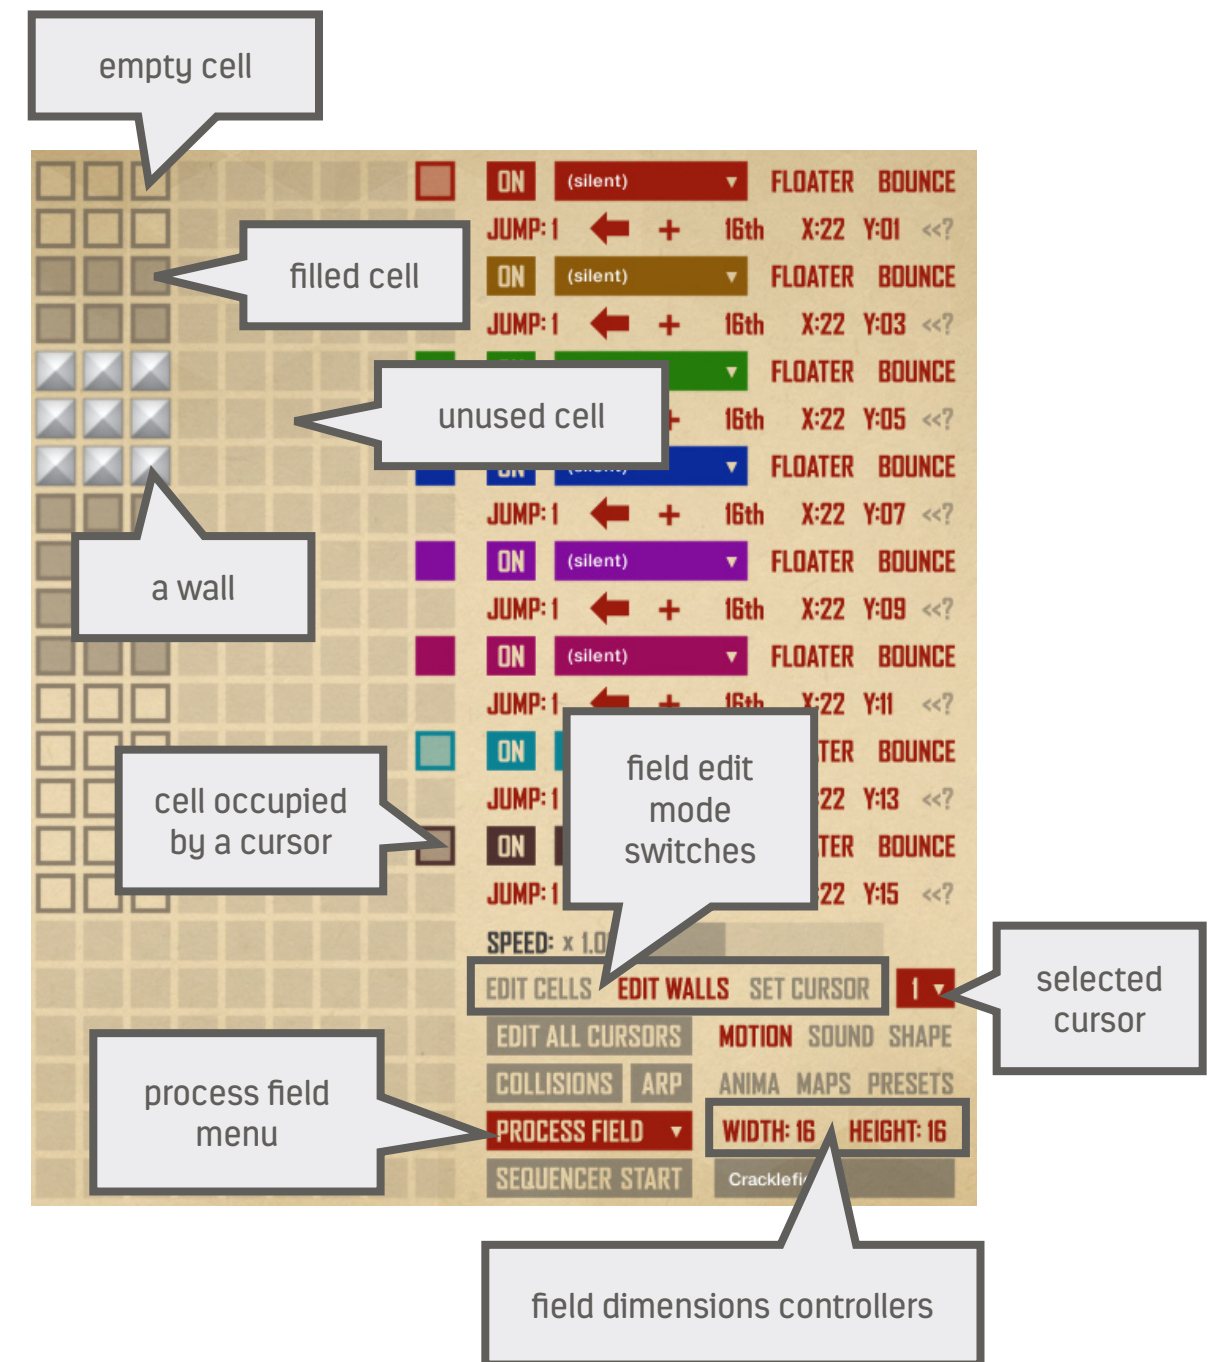 empty cell
ON (silent) ▼ FLOATER BOUNCE
JUMP: 1 + 16th X:22 Y:01 <<?
filled cell
ON (silent) ▼ FLOATER BOUNCE
JUMP: 1 + 16th X:22 Y:03 <<?
▼ FLOATER BOUNCE
unused cell
16th X:22 Y:05 <<?
ON (silent) ▼ FLOATER BOUNCE
JUMP: 1 + 16th X:22 Y:07 <<?
a wall
ON (silent) ▼ FLOATER BOUNCE
JUMP: 1 + 16th X:22 Y:09 <<?
ON (silent) ▼ FLOATER BOUNCE
JUMP: 1 + 16th X:22 Y:11 <<?
field edit
mode
switches
ON BOUNCE
JUMP: 1 Y:13 <<?
cell occupied
by a cursor
ON BOUNCE
JUMP: 1 Y:15 <<?
SPEED: x
EDIT CELLS EDIT WALLS SET CURSOR 1 ▼
selected
cursor
EDIT ALL CURSORS MOTION SOUND SHAPE
COLLISIONS ARP ANIMA MAPS PRESETS
process field
menu
PROCESS FIELD ▼ WIDTH: 16 HEIGHT: 16
SEQUENCER START
field dimensions controllers